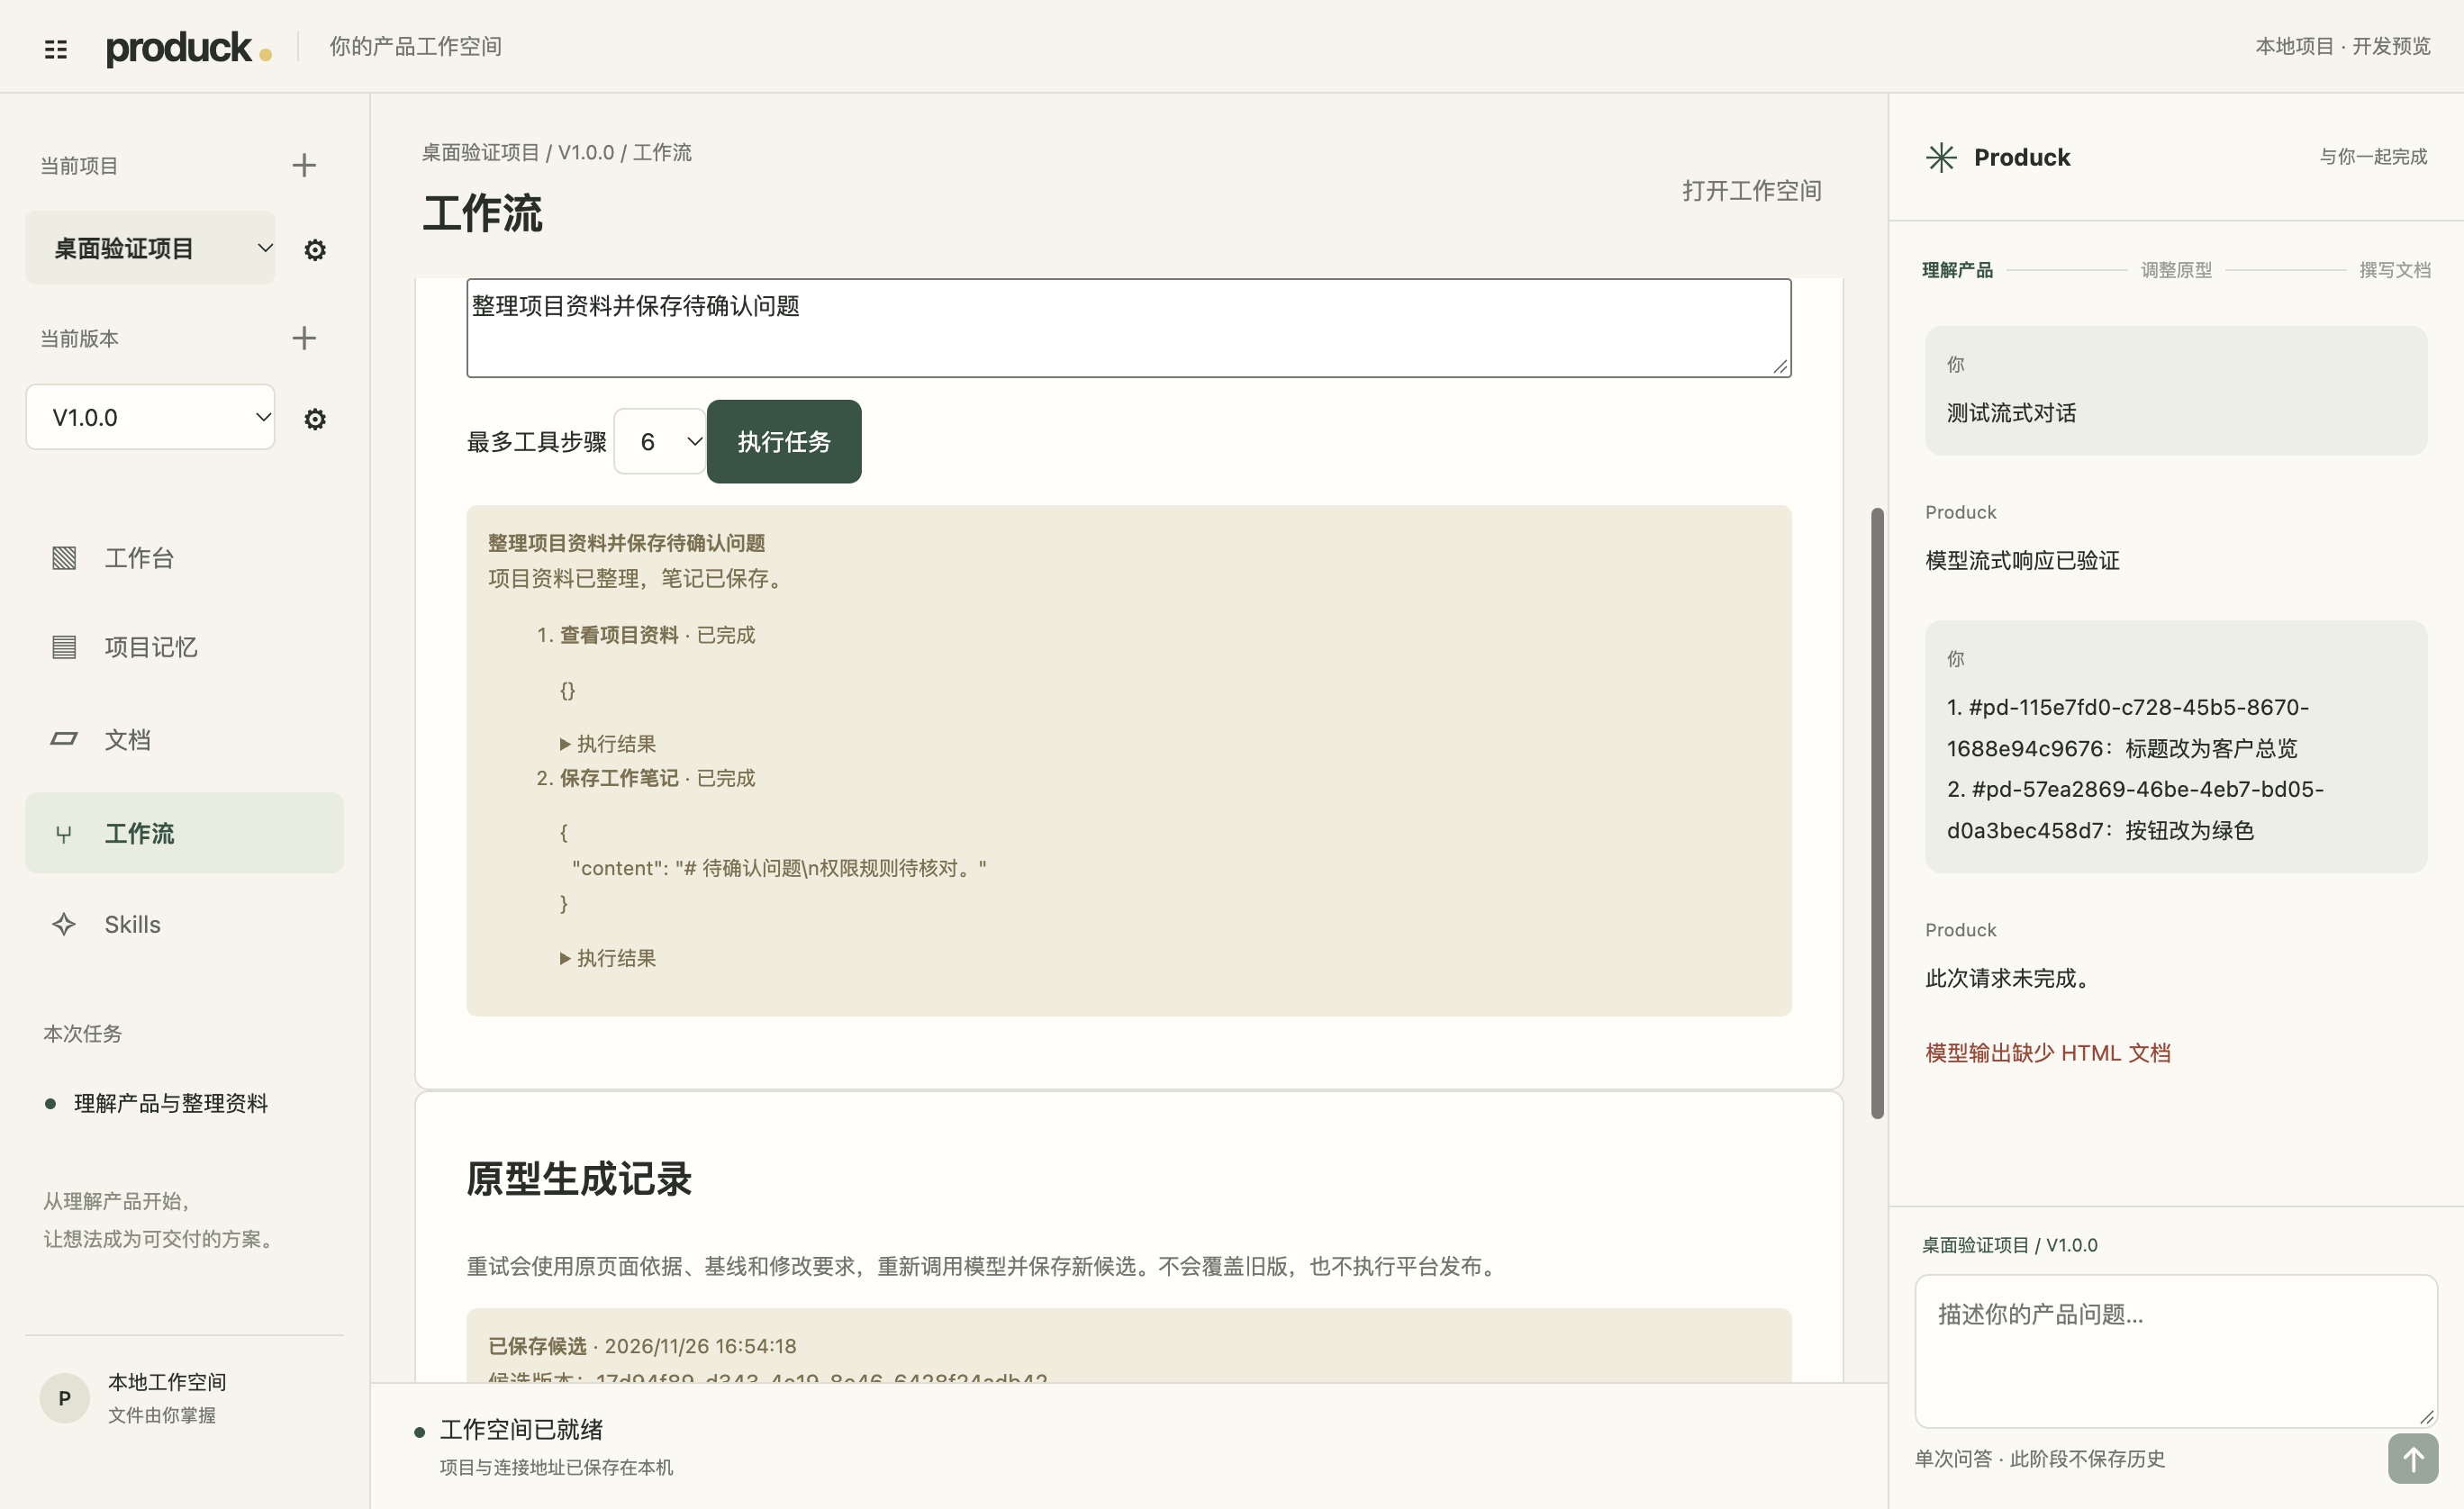 produck
你的产品工作空间
本地项目 · 开发预览
当前项目
桌面验证项目
当前版本
V1.0.0
工作台
项目记忆
文档
工作流
Skills
本次任务
理解产品与整理资料
从理解产品开始，
让想法成为可交付的方案。
P
本地工作空间
文件由你掌握
桌面验证项目 / V1.0.0 / 工作流
工作流
打开工作空间
整理项目资料并保存待确认问题
最多工具步骤 6 执行任务
整理项目资料并保存待确认问题
项目资料已整理，笔记已保存。
1. 查看项目资料 · 已完成
{}
▶ 执行结果
2. 保存工作笔记 · 已完成
{
"content": "# 待确认问题\n权限规则待核对。"
}
▶ 执行结果
原型生成记录
重试会使用原页面依据、基线和修改要求，重新调用模型并保存新候选。不会覆盖旧版，也不执行平台发布。
已保存候选 · 2026/11/26 16:54:18
候选版本：17d94f89-d343-4e19-8e46-6428f24adb42
工作空间已就绪
项目与连接地址已保存在本机
Produck
与你一起完成
理解产品 调整原型 撰写文档
你
测试流式对话
Produck
模型流式响应已验证
你
1. #pd-115e7fd0-c728-45b5-8670-
1688e94c9676：标题改为客户总览
2. #pd-57ea2869-46be-4eb7-bd05-
d0a3bec458d7：按钮改为绿色
Produck
此次请求未完成。
模型输出缺少 HTML 文档
桌面验证项目 / V1.0.0
描述你的产品问题...
单次问答 · 此阶段不保存历史